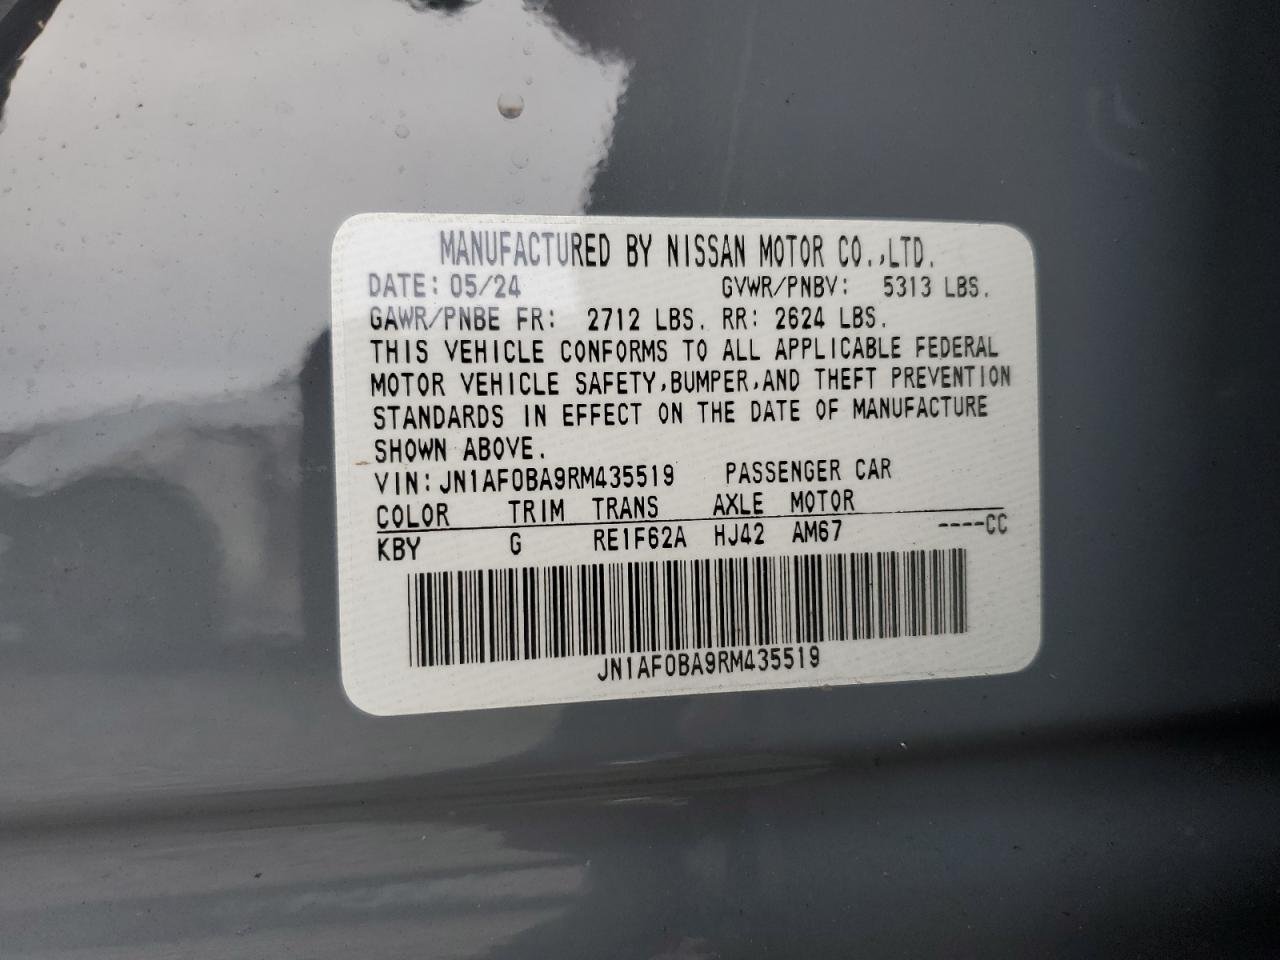 MANUFACTURED BY NISSAN MOTOR CO.,LTD.
DATE: 05/24 GVWR/PNBV: 5313 LBS.
GAWR/PNBE FR: 2712 LBS. RR: 2624 LBS.
THIS VEHICLE CONFORMS TO ALL APPLICABLE FEDERAL
MOTOR VEHICLE SAFETY,BUMPER,AND THEFT PREVENTION
STANDARDS IN EFFECT ON THE DATE OF MANUFACTURE
SHOWN ABOVE.
VIN: JN1AF0BA9RM435519 PASSENGER CAR
COLOR TRIM TRANS AXLE MOTOR
KBY G RE1F62A HJ42 AM67 ----CC
JN1AF0BA9RM435519